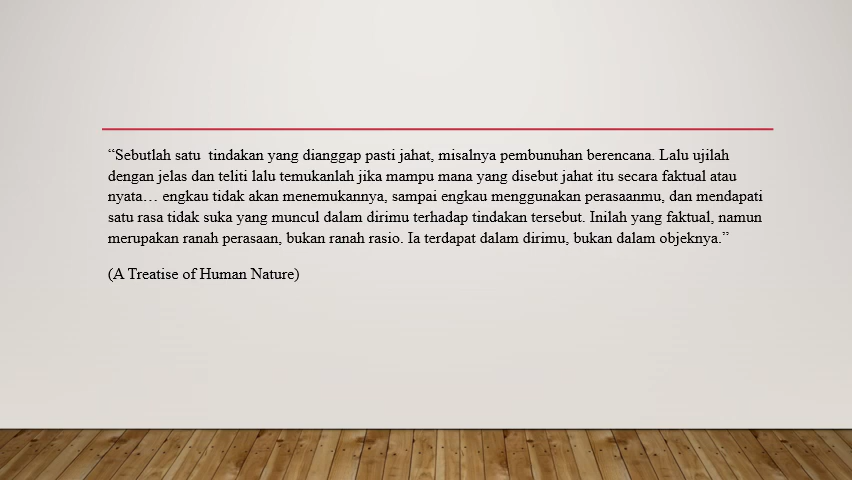 “Sebutlah satu  tindakan yang dianggap pasti jahat, misalnya pembunuhan berencana. Lalu ujilah
dengan jelas dan teliti lalu temukanlah jika mampu mana yang disebut jahat itu secara faktual atau
nyata… engkau tidak akan menemukannya, sampai engkau menggunakan perasaanmu, dan mendapati
satu rasa tidak suka yang muncul dalam dirimu terhadap tindakan tersebut. Inilah yang faktual, namun
merupakan ranah perasaan, bukan ranah rasio. Ia terdapat dalam dirimu, bukan dalam objeknya.”
(A Treatise of Human Nature)